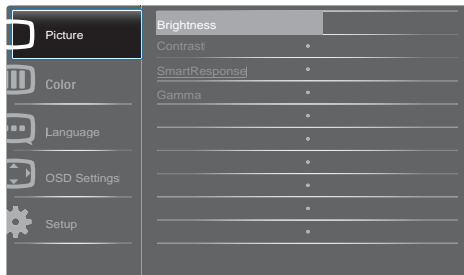 Picture
Color
Language
OSD Settings
Setup
Brightness
Contrast
SmartResponse
Gamma